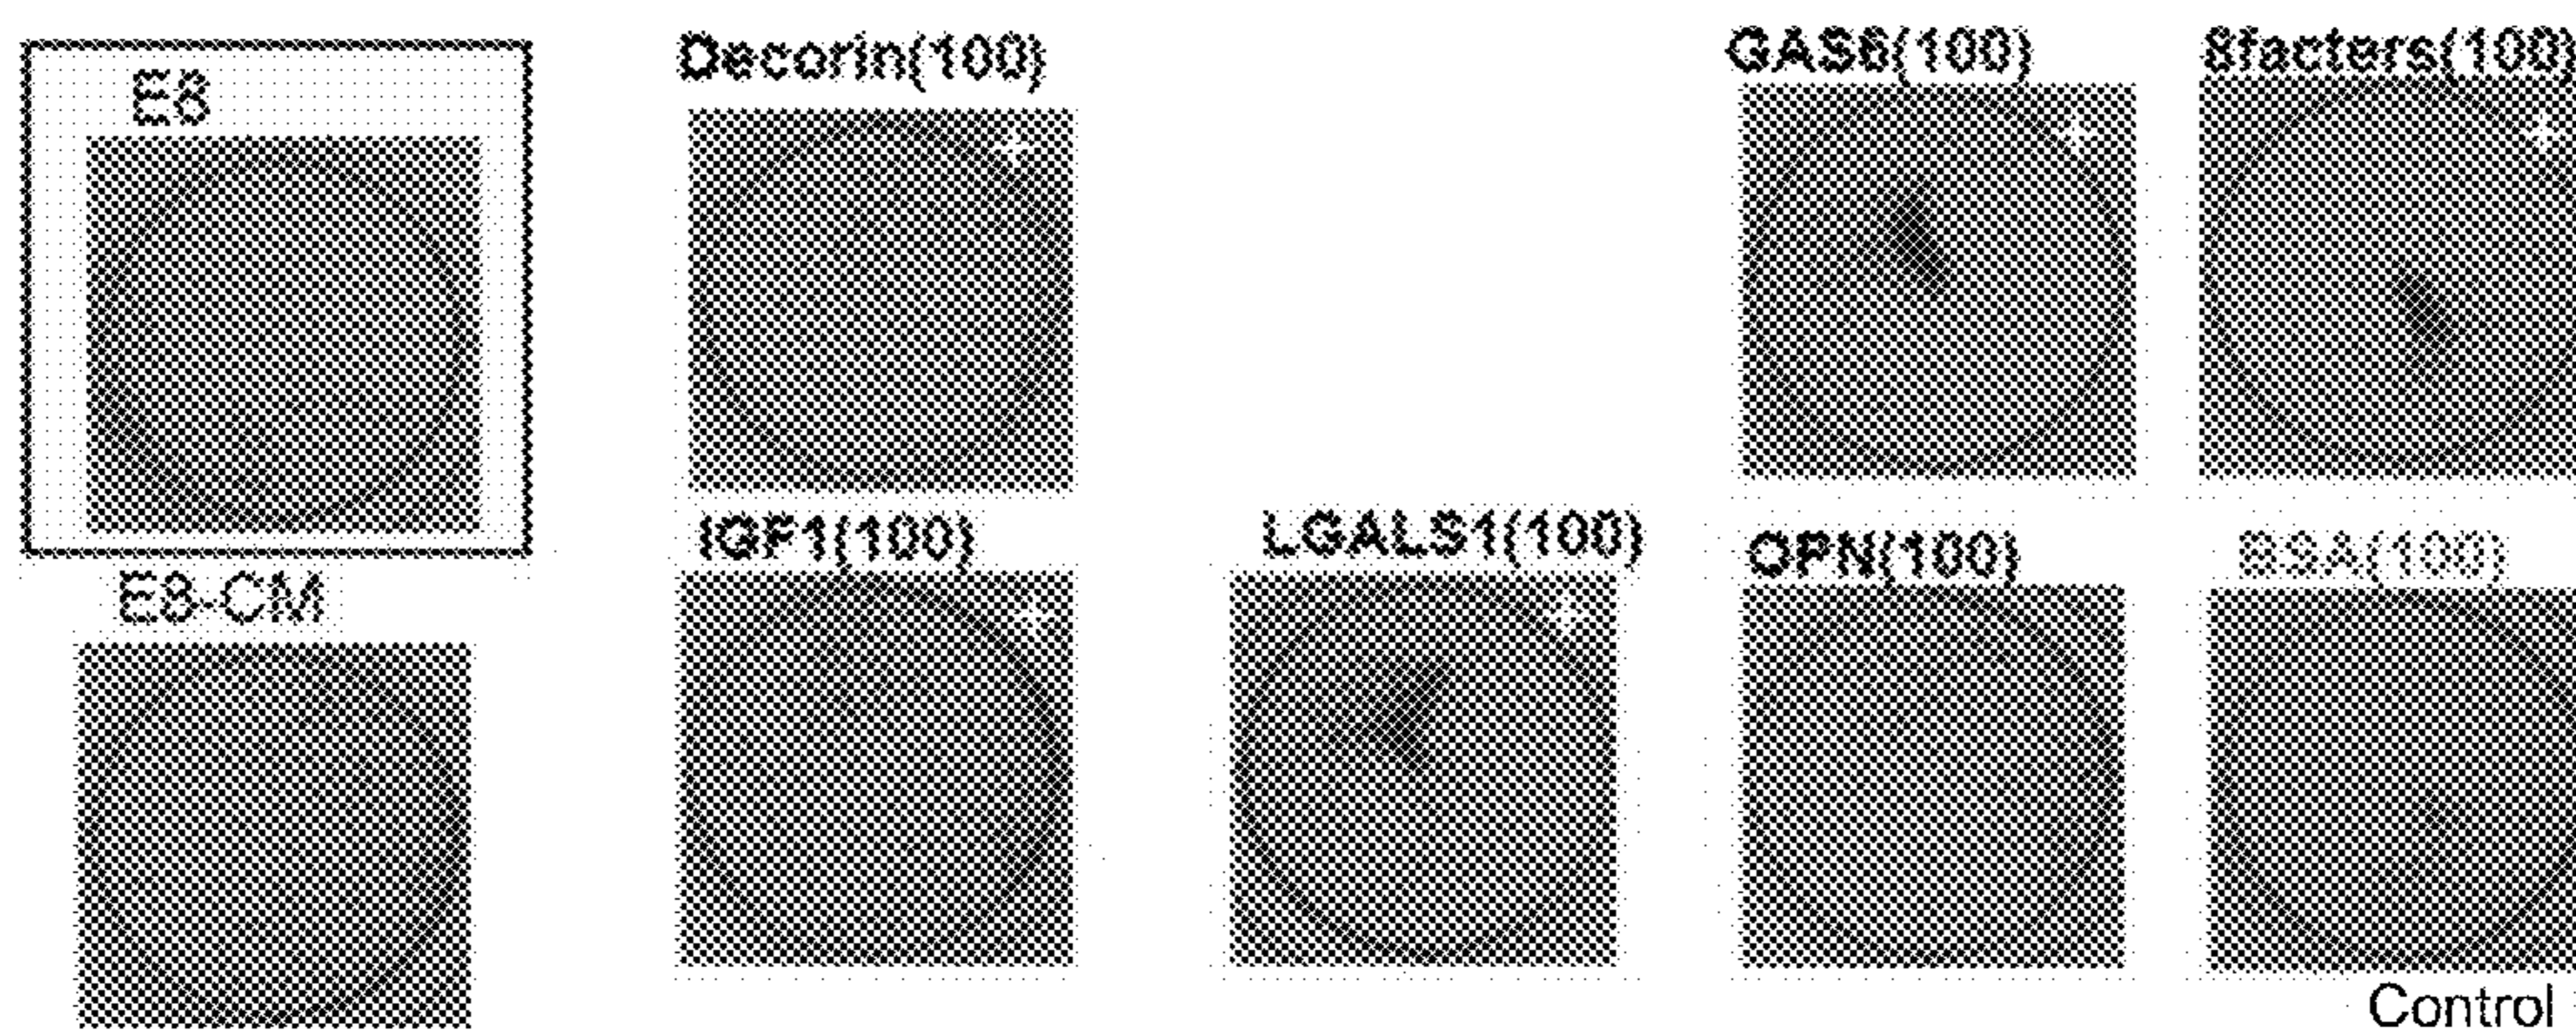 E8
Decorin(100)
GAS6(100)
8facters(100)
E8-CM
IGF1(100)
LGALS1(100)
OPN(100)
BSA(100)
Control